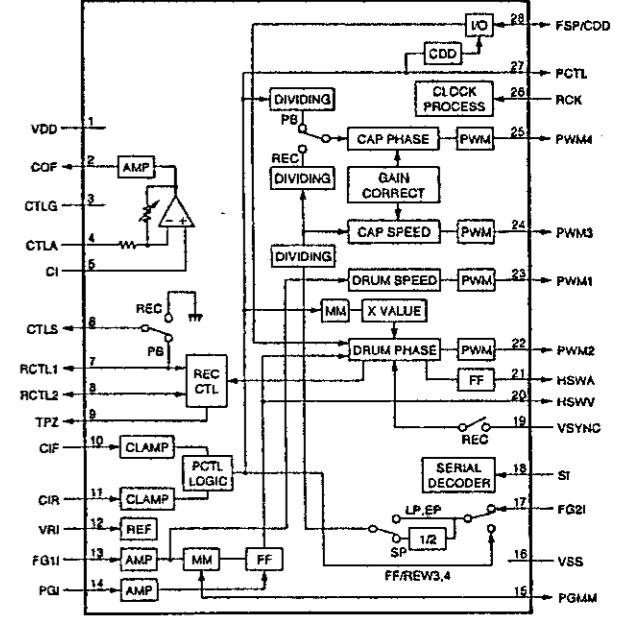 I/O 28 FSP/CDD
CDD
27 PCTL
DIVIDING
CLOCK PROCESS 26 RCK
VDD 1
PB
CAP PHASE PWM 25 PWM4
COF 2 AMP
REC
DIVIDING
GAIN CORRECT
CTLG 3
CAP SPEED PWM 24 PWM3
CTLA 4
- +
DIVIDING
CI 5
DRUM SPEED PWM 23 PWM1
REC
MM X VALUE
CTLS 6
PB
DRUM PHASE PWM 22 PWM2
RCTL1 7
REC CTL
FF 21 HSWA
RCTL2 8
20 HSWV
TPZ 9
19 VSYNC
REC
CIF 10 CLAMP
PCTL LOGIC
SERIAL DECODER 18 SI
CIR 11 CLAMP
LP,EP 17 FG2I
VRI 12 REF
SP 1/2
FG1I 13 AMP MM FF
16 VSS
FF/REW3,4
PGI 14 AMP
15 PGMM